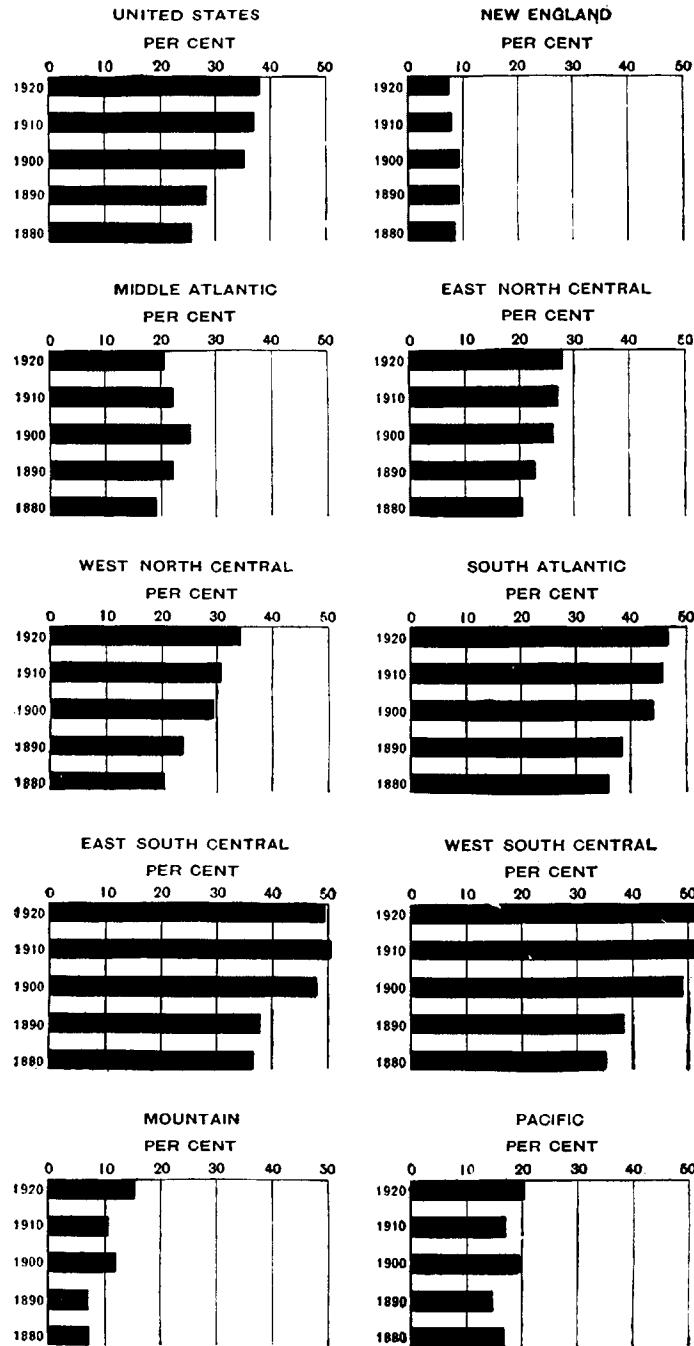 UNITED STATES
PER CENT
0 10 20 30 40 50
1920
1910
1900
1890
1880
NEW ENGLAND
PER CENT
0 10 20 30 40 50
1920
1910
1900
1890
1880
MIDDLE ATLANTIC
PER CENT
0 10 20 30 40 50
1920
1910
1900
1890
1880
EAST NORTH CENTRAL
PER CENT
0 10 20 30 40 50
1920
1910
1900
1890
1880
WEST NORTH CENTRAL
PER CENT
0 10 20 30 40 50
1920
1910
1900
1890
1880
SOUTH ATLANTIC
PER CENT
0 10 20 30 40 50
1920
1910
1900
1890
1880
EAST SOUTH CENTRAL
PER CENT
0 10 20 30 40 50
1920
1910
1900
1890
1880
WEST SOUTH CENTRAL
PER CENT
0 10 20 30 40 50
1920
1910
1900
1890
1880
MOUNTAIN
PER CENT
0 10 20 30 40 50
1920
1910
1900
1890
1880
PACIFIC
PER CENT
0 10 20 30 40 50
1920
1910
1900
1890
1880